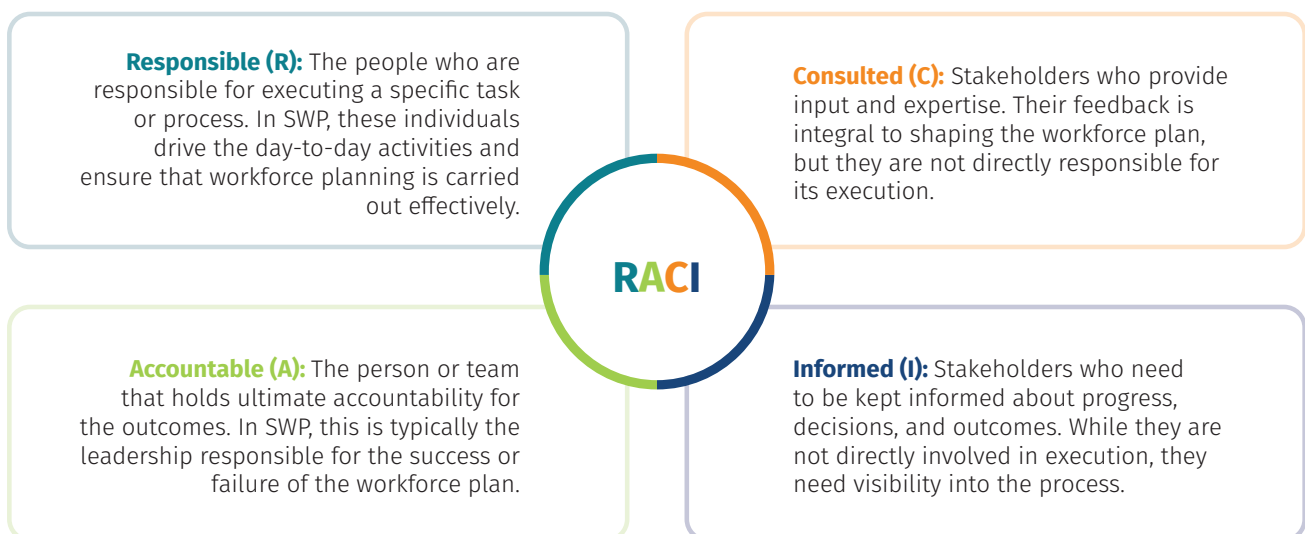 Responsible (R): The people who are
responsible for executing a specific task
or process. In SWP, these individuals
drive the day-to-day activities and
ensure that workforce planning is carried
out effectively.
Consulted (C): Stakeholders who provide
input and expertise. Their feedback is
integral to shaping the workforce plan,
but they are not directly responsible for
its execution.
RACI
Accountable (A): The person or team
that holds ultimate accountability for
the outcomes. In SWP, this is typically the
leadership responsible for the success or
failure of the workforce plan.
Informed (I): Stakeholders who need
to be kept informed about progress,
decisions, and outcomes. While they are
not directly involved in execution, they
need visibility into the process.